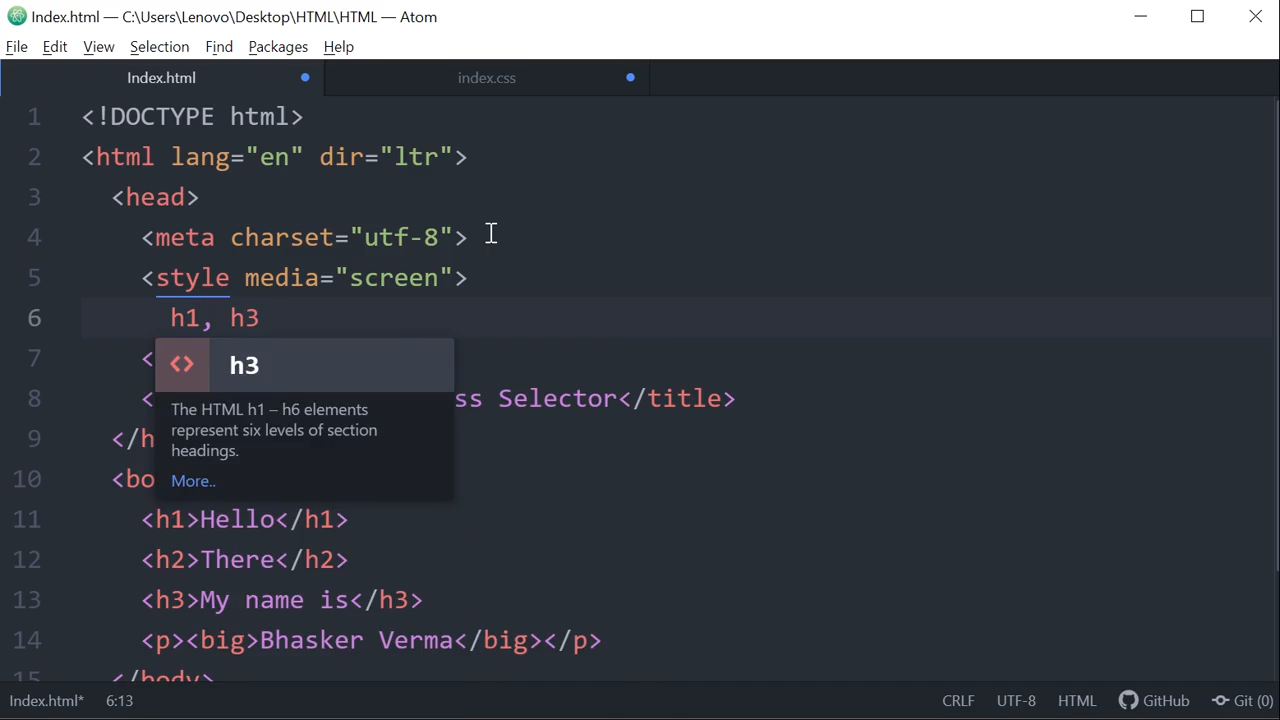 Index.html — C:\Users\Lenovo\Desktop\HTML\HTML — Atom
File Edit View Selection Find Packages Help
Index.html index.css
1 <!DOCTYPE html>
2 <html lang="en" dir="ltr">
3 <head>
4 <meta charset="utf-8">
5 <style media="screen">
6 h1, h3
7 <
h3
8 < ss Selector</title>
The HTML h1 – h6 elements
represent six levels of section
9 </h
headings.
10 <bo
More..
11 <h1>Hello</h1>
12 <h2>There</h2>
13 <h3>My name is</h3>
14 <p><big>Bhasker Verma</big></p>
15 </body>
Index.html* 6:13 CRLF UTF-8 HTML GitHub Git (0)